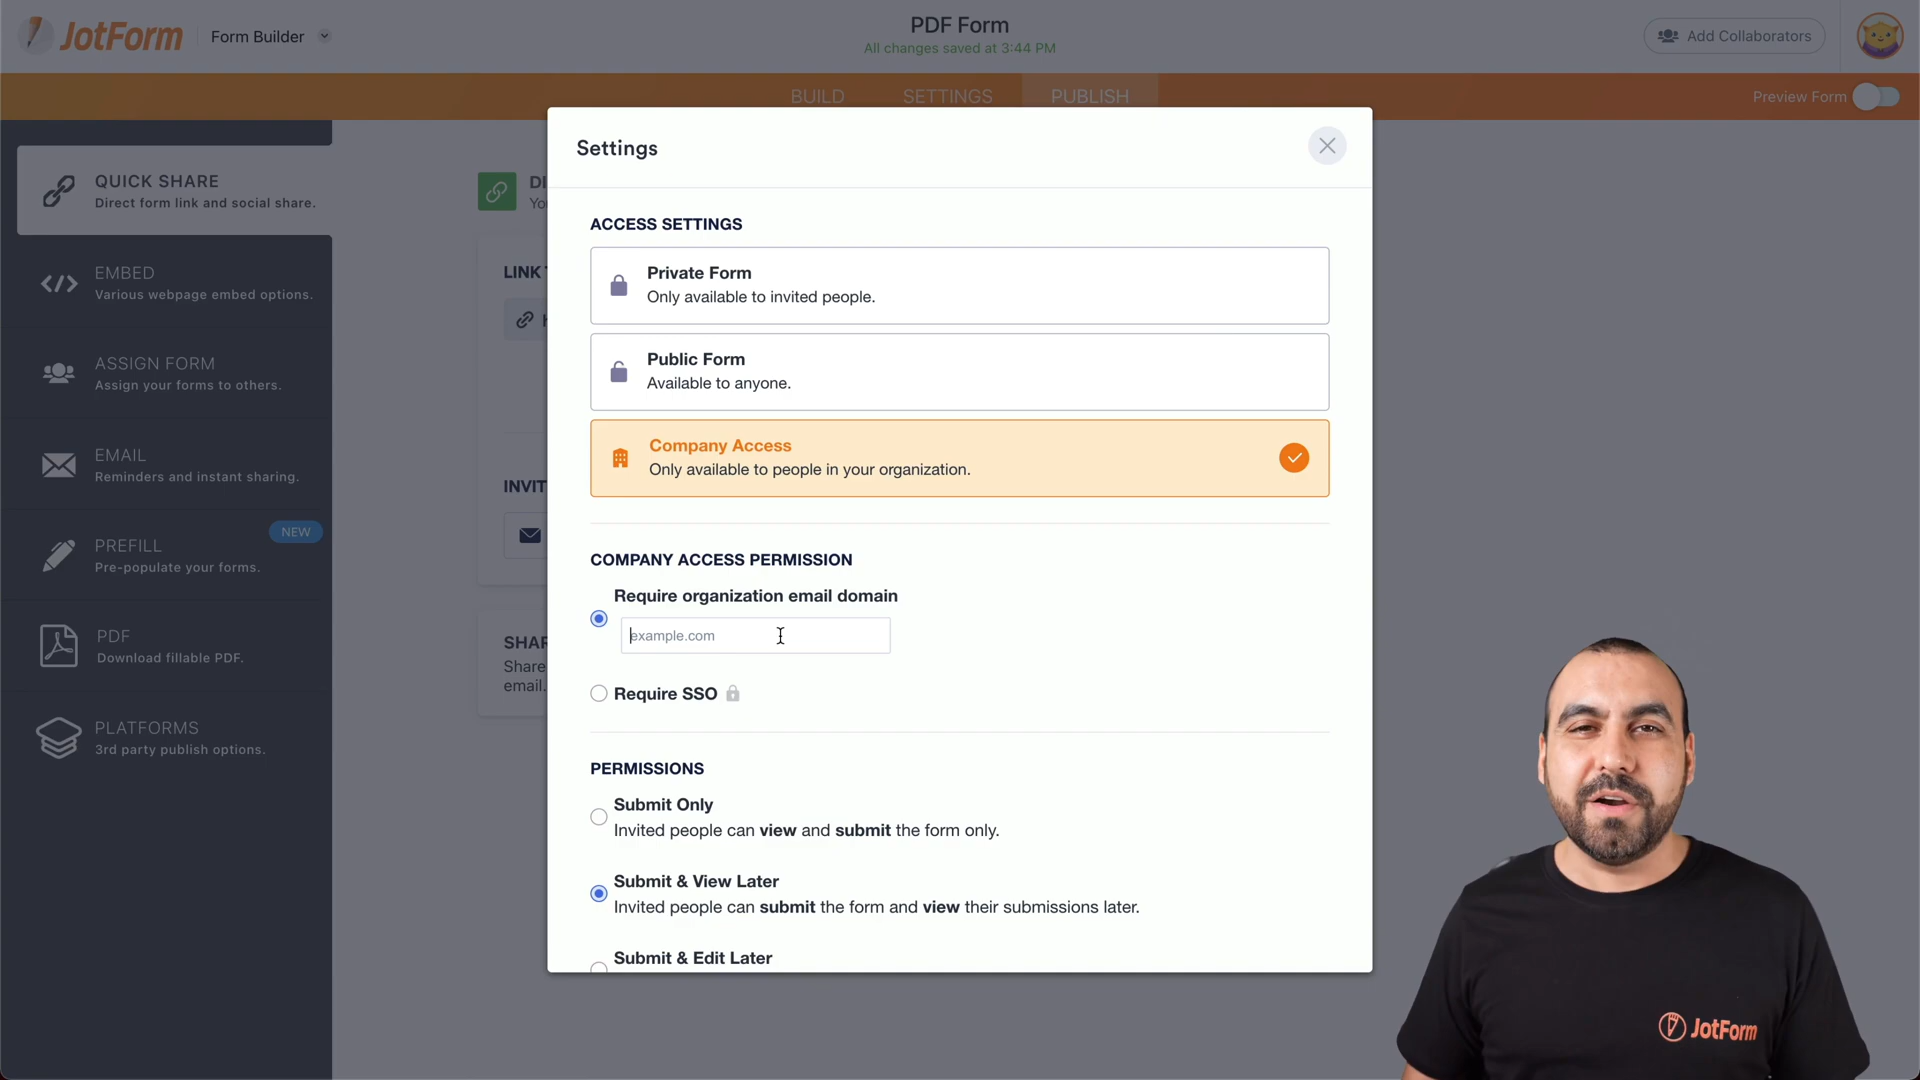 JotForm
Form Builder
PDF Form
All changes saved at 3:44 PM
Add Collaborators
BUILD
SETTINGS
PUBLISH
Preview Form
QUICK SHARE
Direct form link and social share.
EMBED
Various webpage embed options.
ASSIGN FORM
Assign your forms to others.
EMAIL
Reminders and instant sharing.
NEW
PREFILL
Pre-populate your forms.
PDF
Download fillable PDF.
PLATFORMS
3rd party publish options.
LINK
INVIT
Share
email.
Settings
ACCESS SETTINGS
Private Form
Only available to invited people.
Public Form
Available to anyone.
Company Access
Only available to people in your organization.
COMPANY ACCESS PERMISSION
Require organization email domain
example.com
Require SSO
PERMISSIONS
Submit Only
Invited people can view and submit the form only.
Submit & View Later
Invited people can submit the form and view their submissions later.
Submit & Edit Later
JotForm